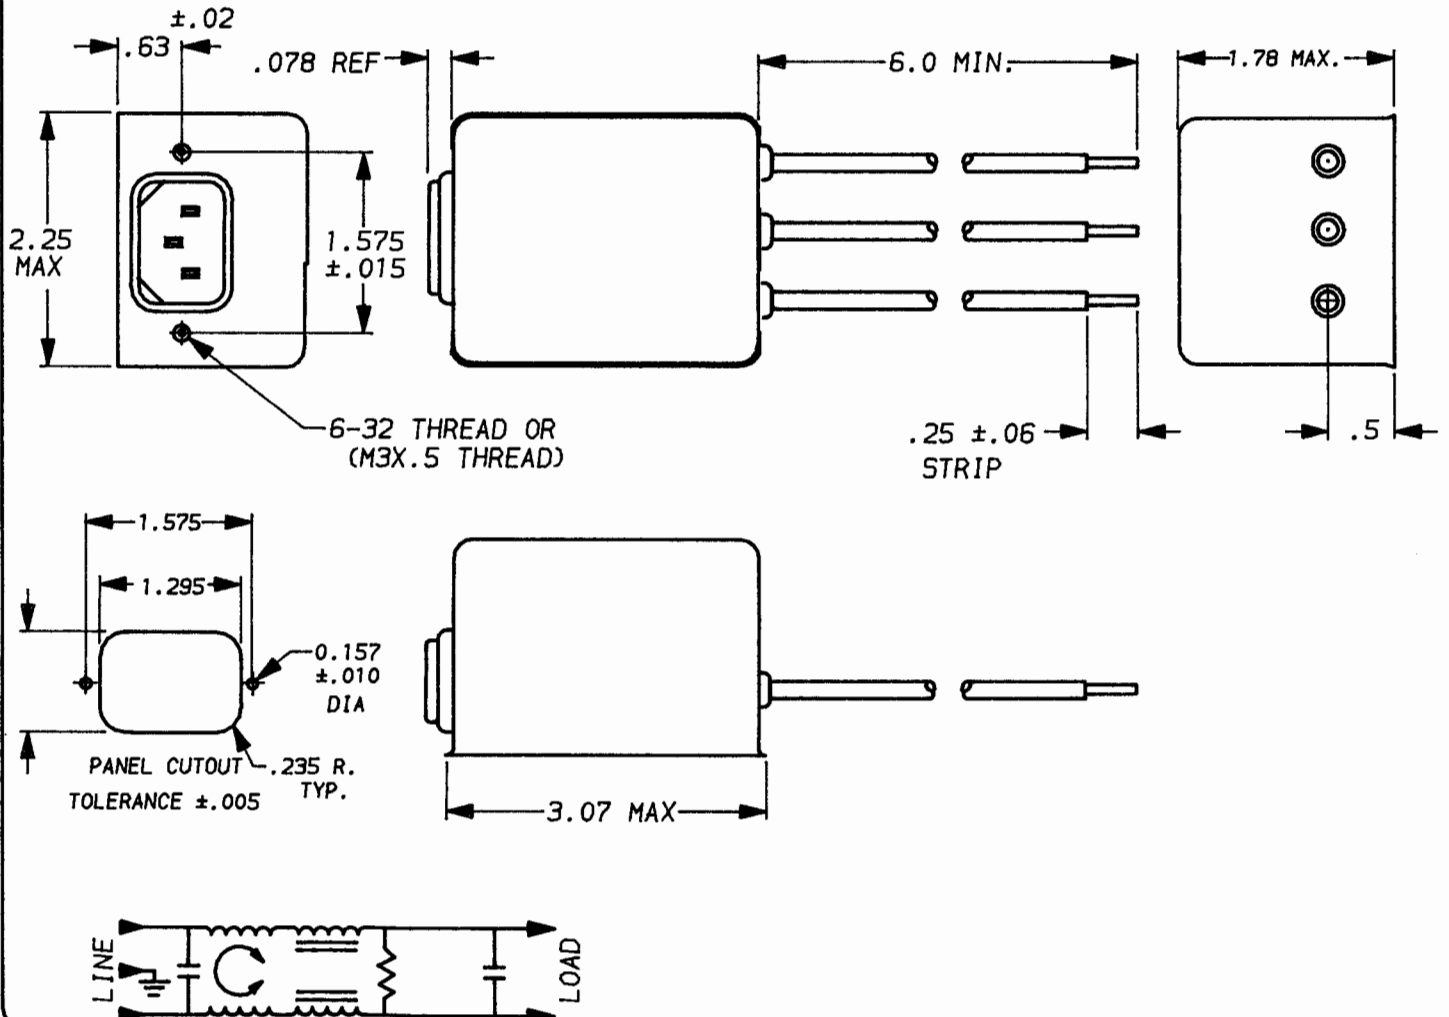 ±.02
.63
.078 REF
6.0 MIN.
1.78 MAX.
2.25
MAX
1.575
±.015
6-32 THREAD OR
(M3X.5 THREAD)
.25 ±.06
STRIP
.5
1.575
1.295
0.157
±.010
DIA
PANEL CUTOUT
TOLERANCE ±.005
.235 R.
TYP.
3.07 MAX
LINE
LOAD